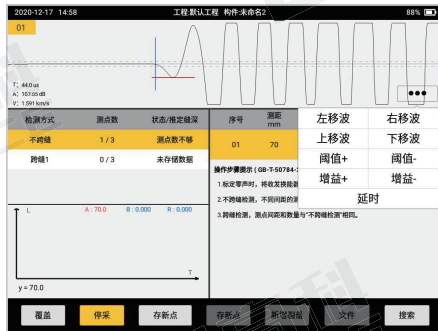 2020-12-17 14:58 工程:默认工程 构件:未命名2 88%
01
T: 44.0 us
A: 107.05 dB
V: 1.591 km/s
•••
左移波 右移波
上移波 下移波
阈值+ 阈值-
增益+ 增益-
延时
检测方式 测点数 状态/推定缝深
不跨缝 1 / 3 测点数不够
跨缝1 0 / 3 未存储数据
序号 测距 mm
01 70
操作步骤提示 ( GB-T-50784-
1.标定零声时，将收发换能器
2.不跨缝检测，不同间距的测
3.跨缝检测，测点间距和数量与"不跨缝检测"相同。
L A : 70.0 B : 0.000 R : 0.000
T
y = 70.0
覆盖 停采 存新点 存新点 新增裂缝 文件 搜索